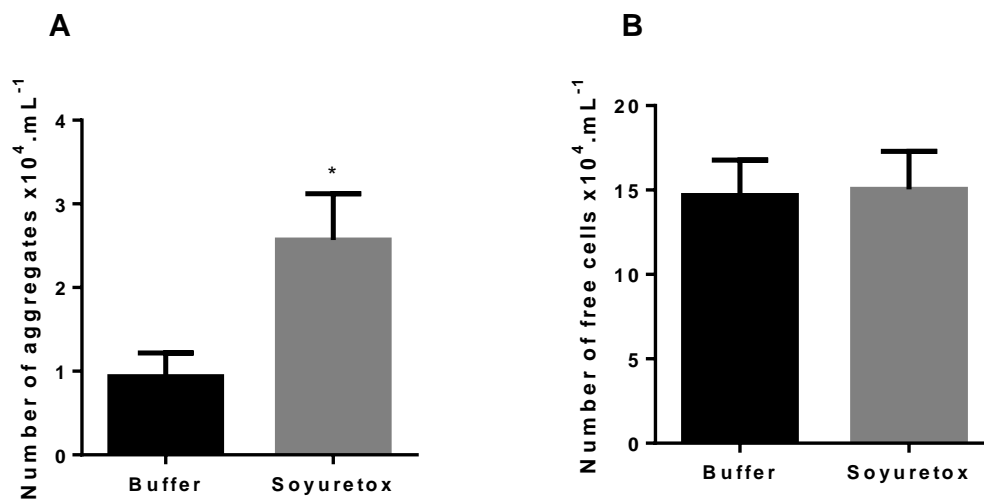 A
Number of aggregates x10⁴.mL⁻¹
4
3
2
1
0
*
Buffer Soyuretox
B
Number of free cells x10⁴.mL⁻¹
20
15
10
5
0
Buffer Soyuretox